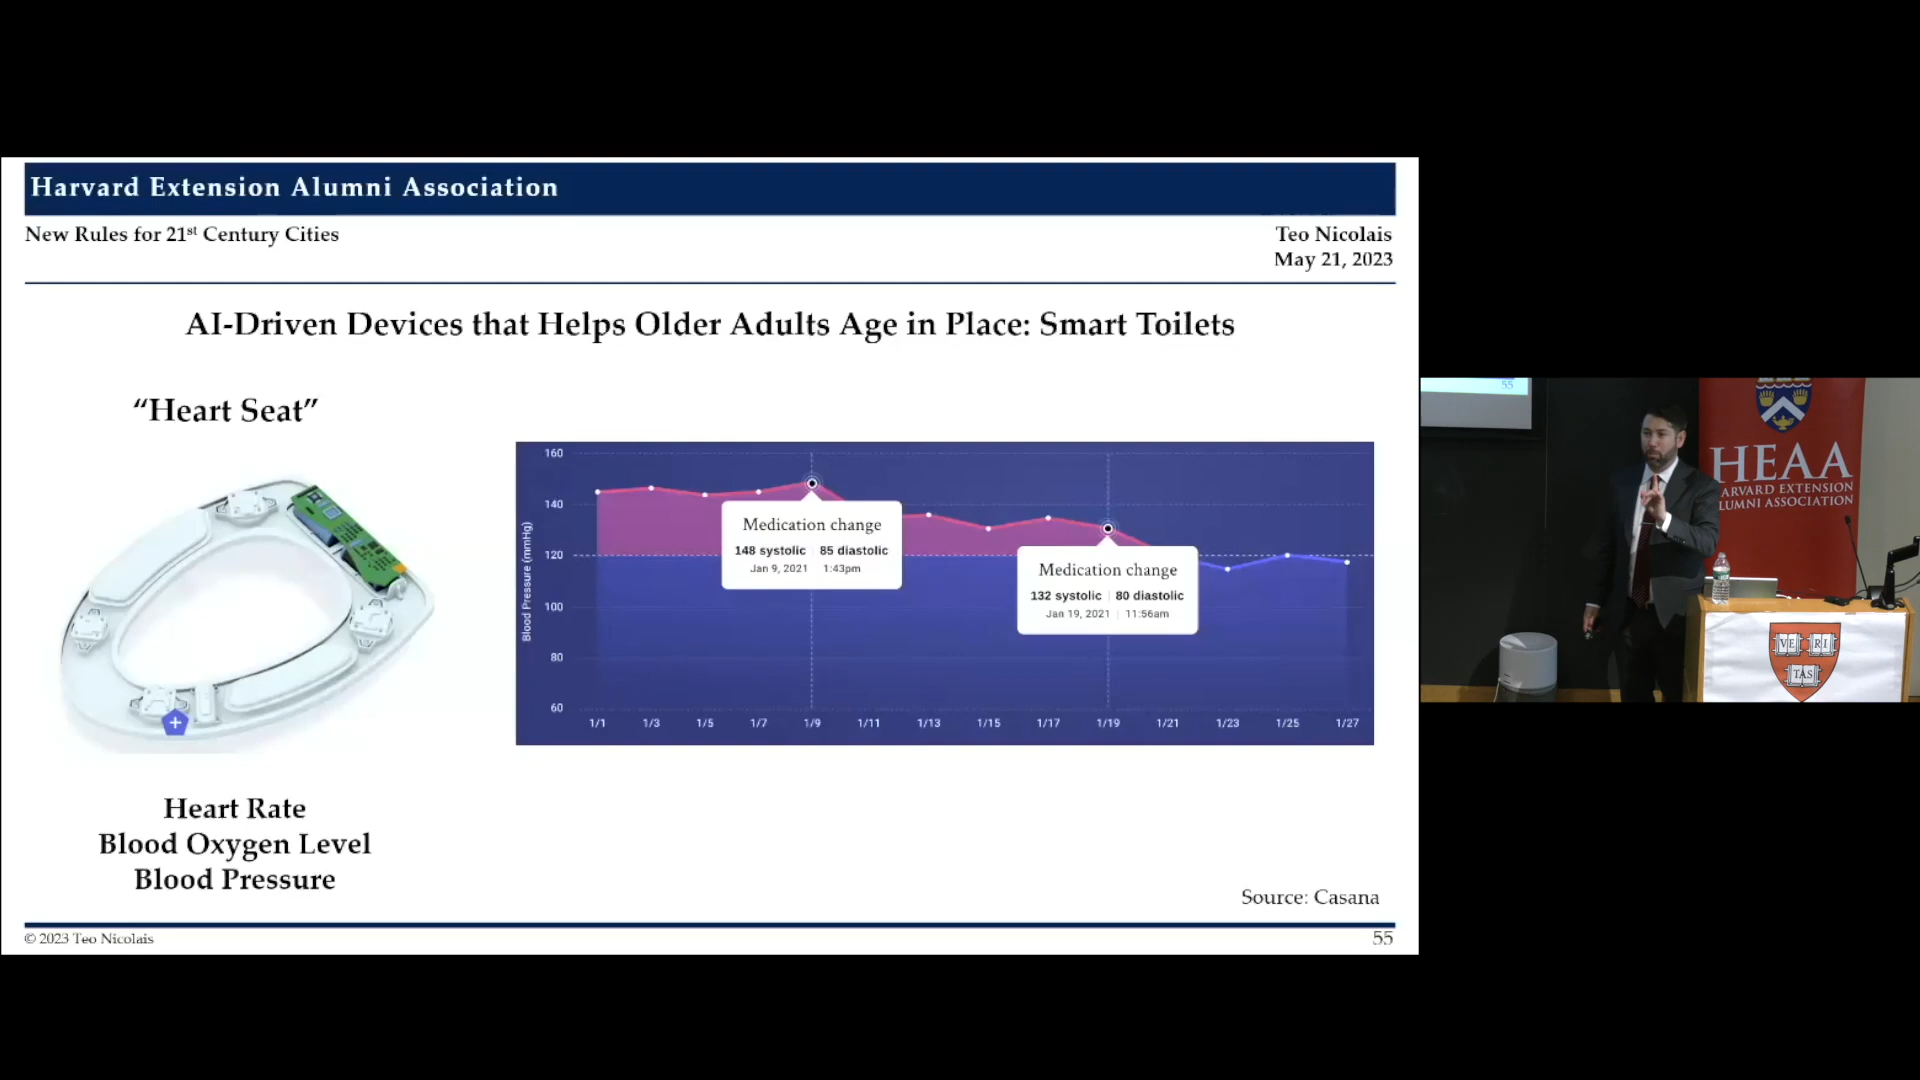 Harvard Extension Alumni Association
New Rules for 21st Century Cities
Teo Nicolais
May 21, 2023
AI-Driven Devices that Helps Older Adults Age in Place: Smart Toilets
“Heart Seat”
Heart Rate
Blood Oxygen Level
Blood Pressure
Blood Pressure (mmHg)
160
140
120
100
80
60
Medication change
148 systolic | 85 diastolic
Jan 9, 2021 1:43pm
Medication change
132 systolic | 80 diastolic
Jan 19, 2021 | 11:56am
1/1 1/3 1/5 1/7 1/9 1/11 1/13 1/15 1/17 1/19 1/21 1/23 1/25 1/27
Source: Casana
© 2023 Teo Nicolais
55
55
HEAA
ARVARD EXTENSION
LUMNI ASSOCIATION
VE RI
TAS